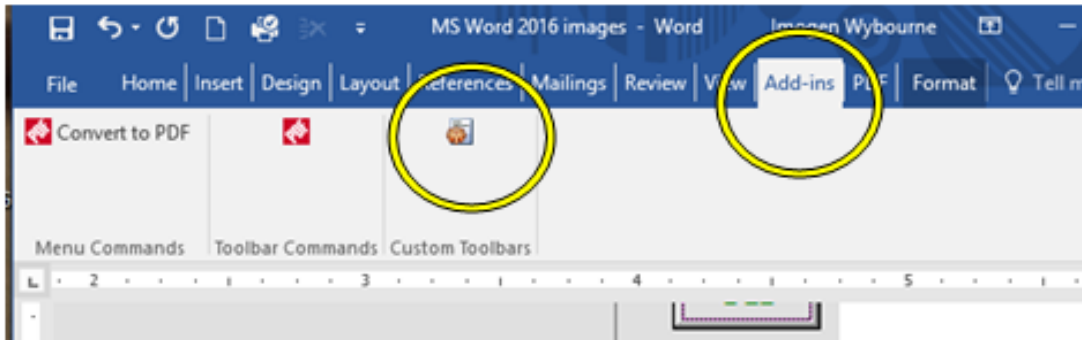 MS Word 2016 images - Word Imogen Wybourne
File Home Insert Design Layout References Mailings Review View Add-ins PDF Format Tell m
Convert to PDF
Menu Commands Toolbar Commands Custom Toolbars
L 2 3 4 5